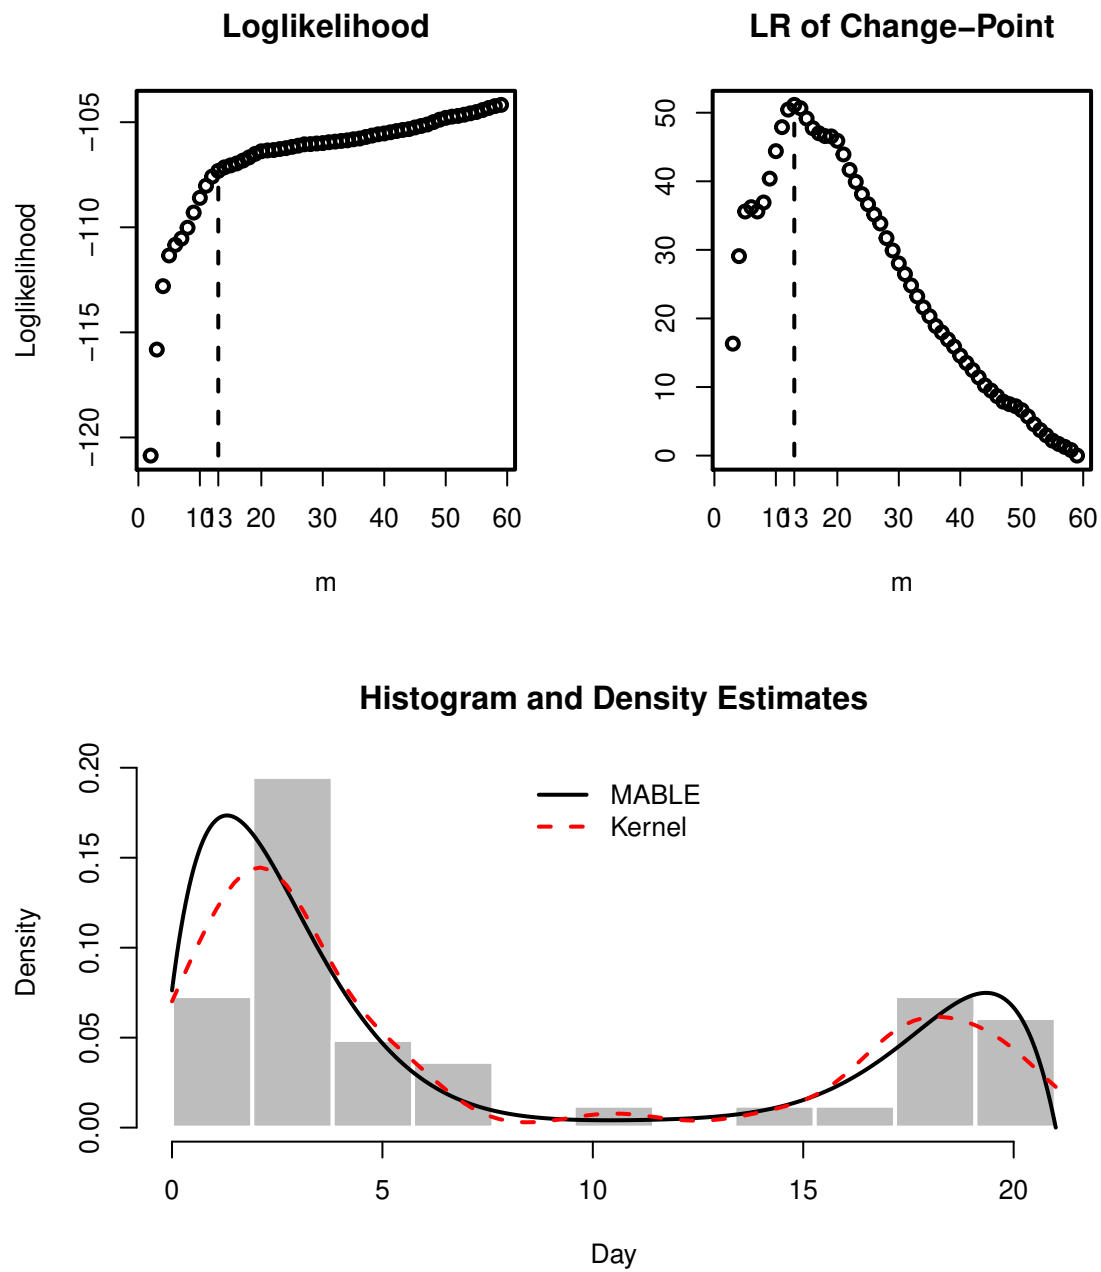 Loglikelihood
LR of Change−Point
Loglikelihood
−105
−110
−115
−120
0 10 13 20 30 40 50 60
m
50
40
30
20
10
0
0 10 13 20 30 40 50 60
m
Histogram and Density Estimates
Density
0.20
0.15
0.10
0.05
0.00
MABLE
Kernel
0 5 10 15 20
Day